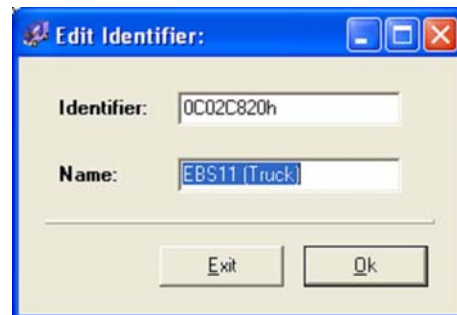 Edit Identifier:
Identifier: 0C02C820h
Name: EBS11 (Truck)
Exit Ok